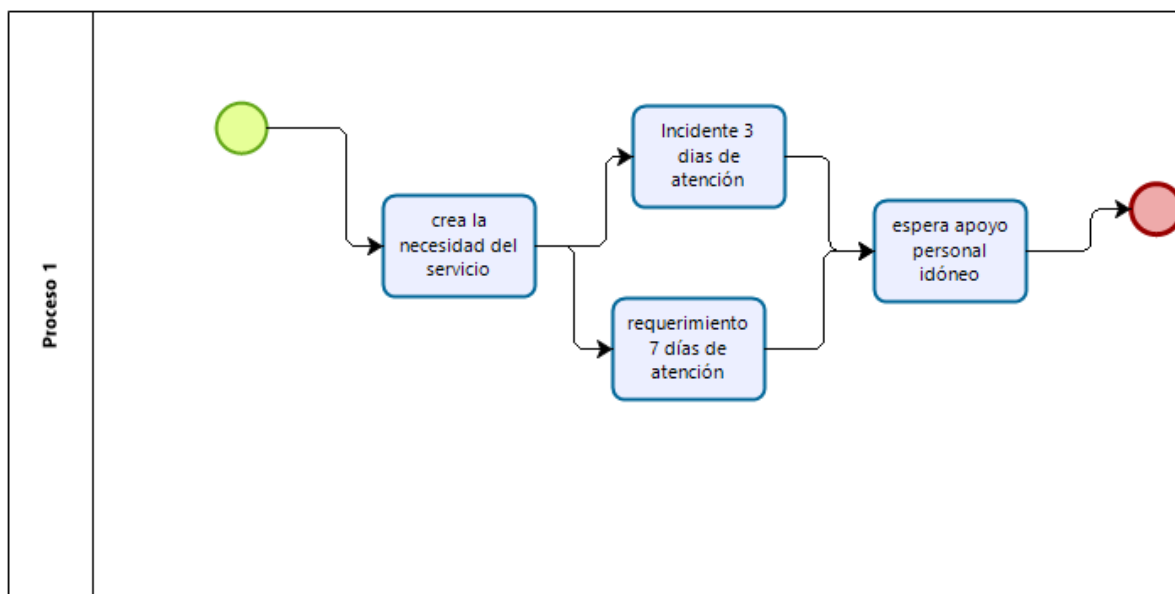 Proceso 1
crea la
necesidad del
servicio
Incidente 3
dias de
atención
requerimiento
7 días de
atención
espera apoyo
personal
idóneo